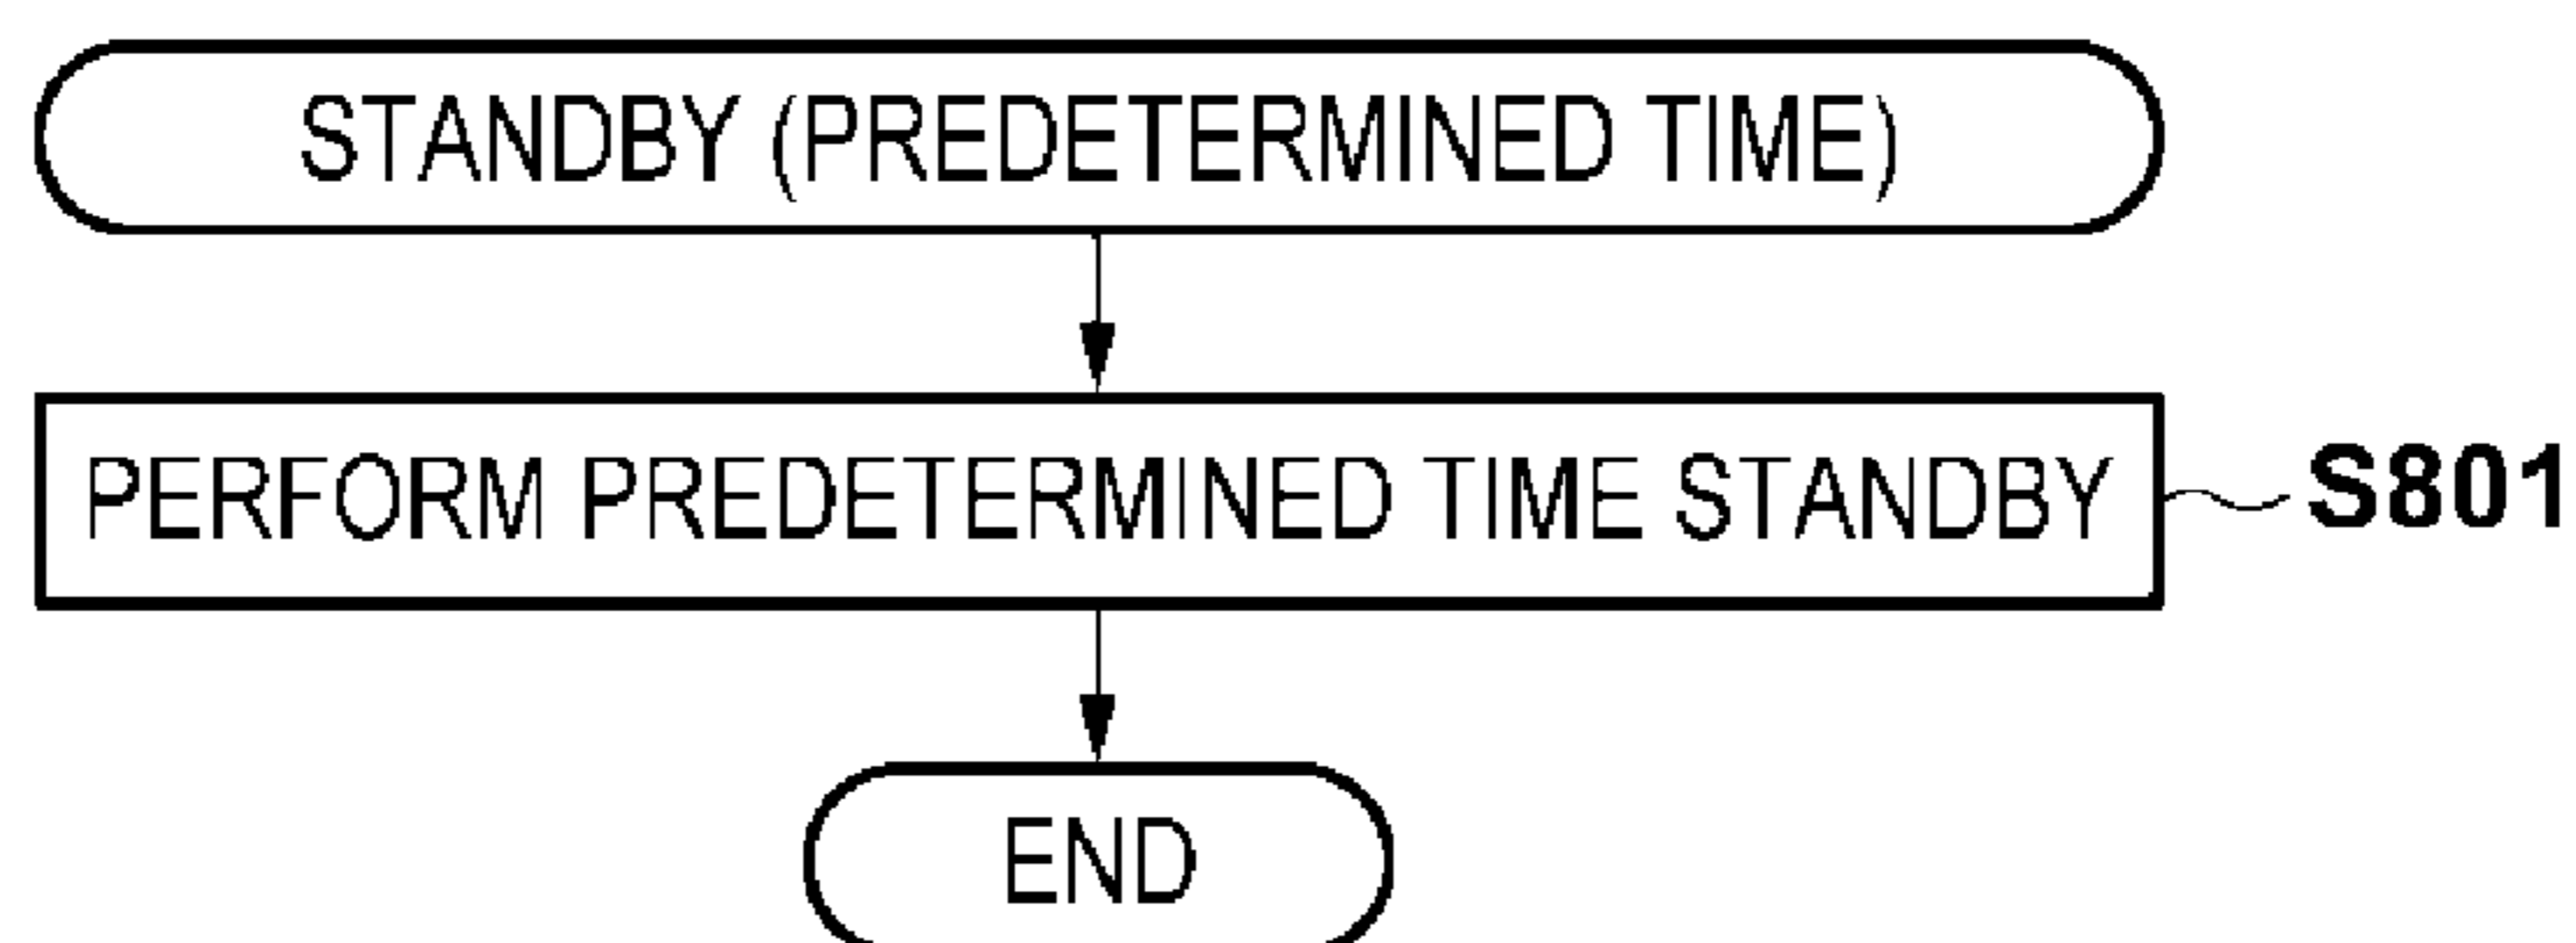 STANDBY (PREDETERMINED TIME)
PERFORM PREDETERMINED TIME STANDBY
S801
END